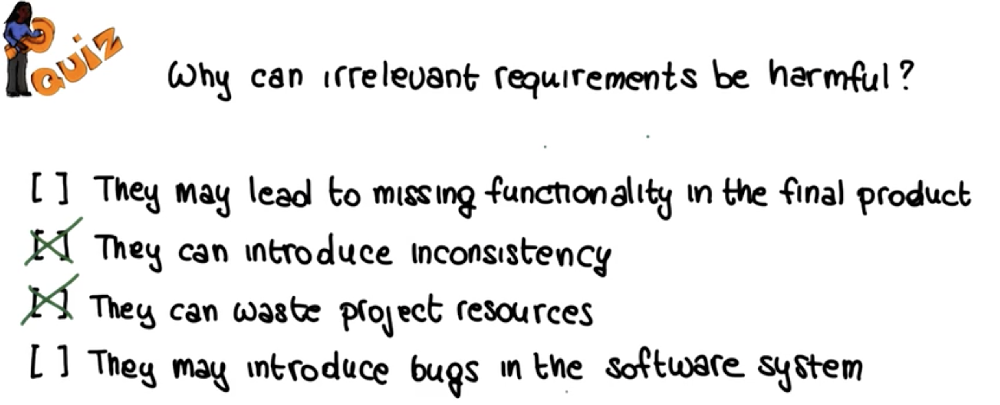 Quiz
Why can irrelevant requirements be harmful?
[ ] They may lead to missing functionality in the final product
[X] They can introduce inconsistency
[X] They can waste project resources
[ ] They may introduce bugs in the software system